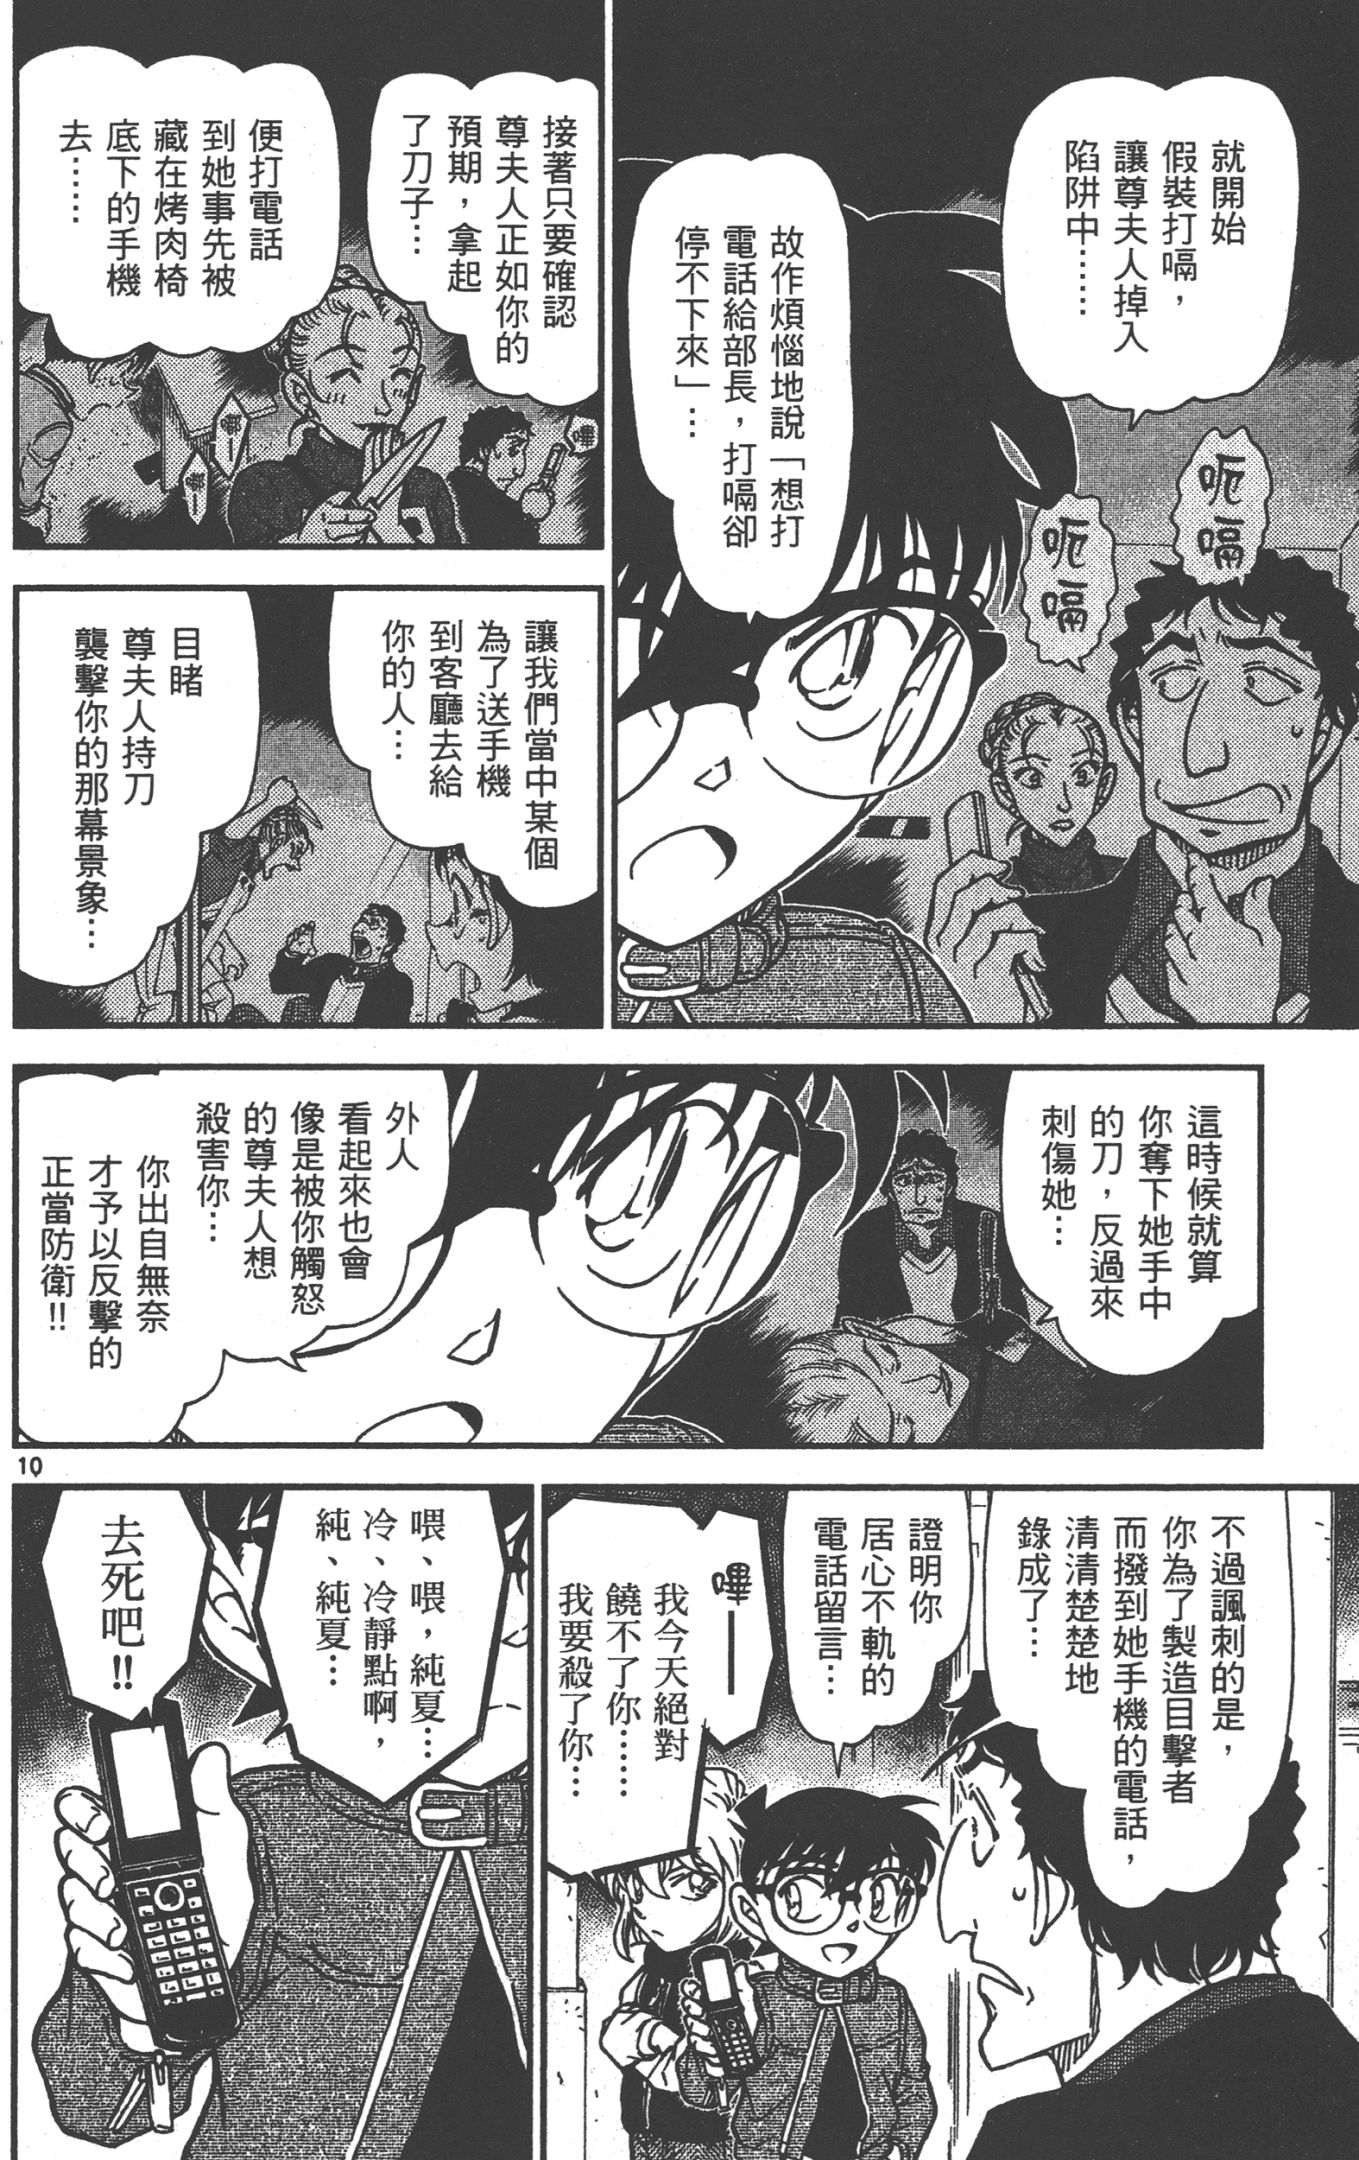 就開始
假裝打嗝，
讓尊夫人掉入
陷阱中……
呃嗝
呃嗝
故作煩惱地說「想打
電話給部長，打嗝卻
停不下來」…
接著只要確認
尊夫人正如你的
預期，拿起
了刀子…
嗶
便打電話
到她事先被
藏在烤肉椅
底下的手機
去……
讓我們當中某個
為了送手機
到客廳去給
你的人…
目睹
尊夫人持刀
襲擊你的那幕景象…
這時候就算
你奪下她手中
的刀，反過來
刺傷她…
外人
看起來也會
像是被你觸怒
的尊夫人想
殺害你…
你出自無奈
才予以反擊的
正當防衛!!
10
不過諷刺的是，
你為了製造目擊者
而撥到她手機的電話，
清清楚楚地
錄成了…
證明你
居心不軌的
電話留言…
嗶——
我今天絕對
饒不了你……
我要殺了你…
喂、喂，純夏…
冷、冷靜點啊，
純、純夏…
去死吧!!